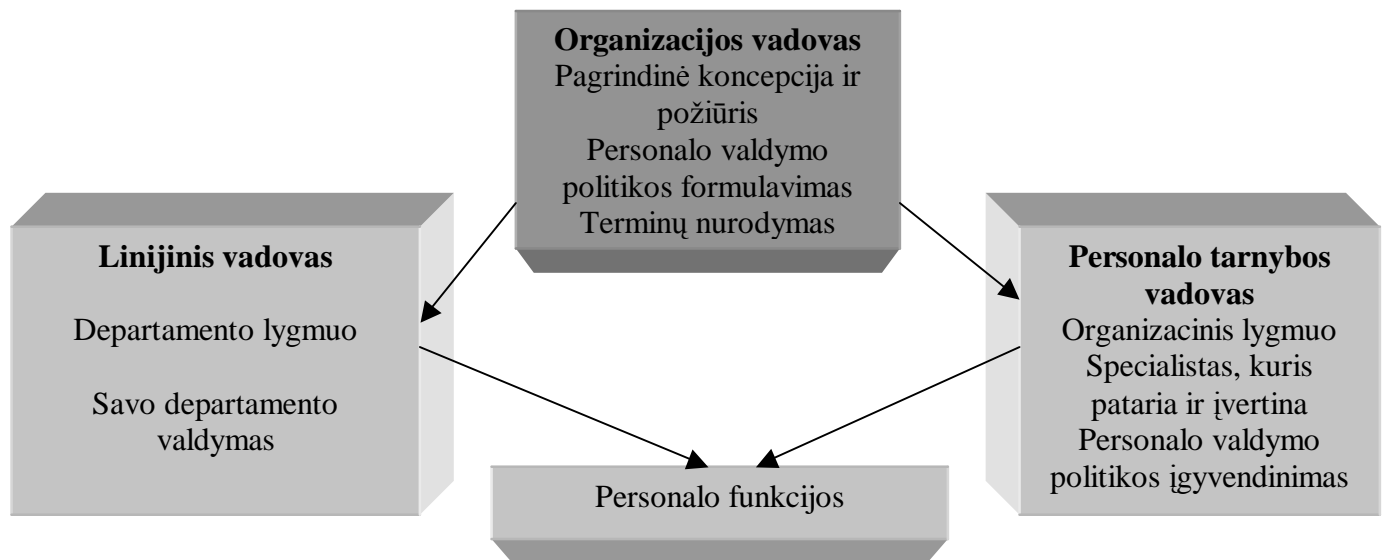 Organizacijos vadovas
Pagrindinė koncepcija ir
požiūris
Personalo valdymo
politikos formulavimas
Terminų nurodymas
Linijinis vadovas
Departamento lygmuo
Savo departamento
valdymas
Personalo tarnybos
vadovas
Organizacinis lygmuo
Specialistas, kuris
pataria ir įvertina
Personalo valdymo
politikos įgyvendinimas
Personalo funkcijos